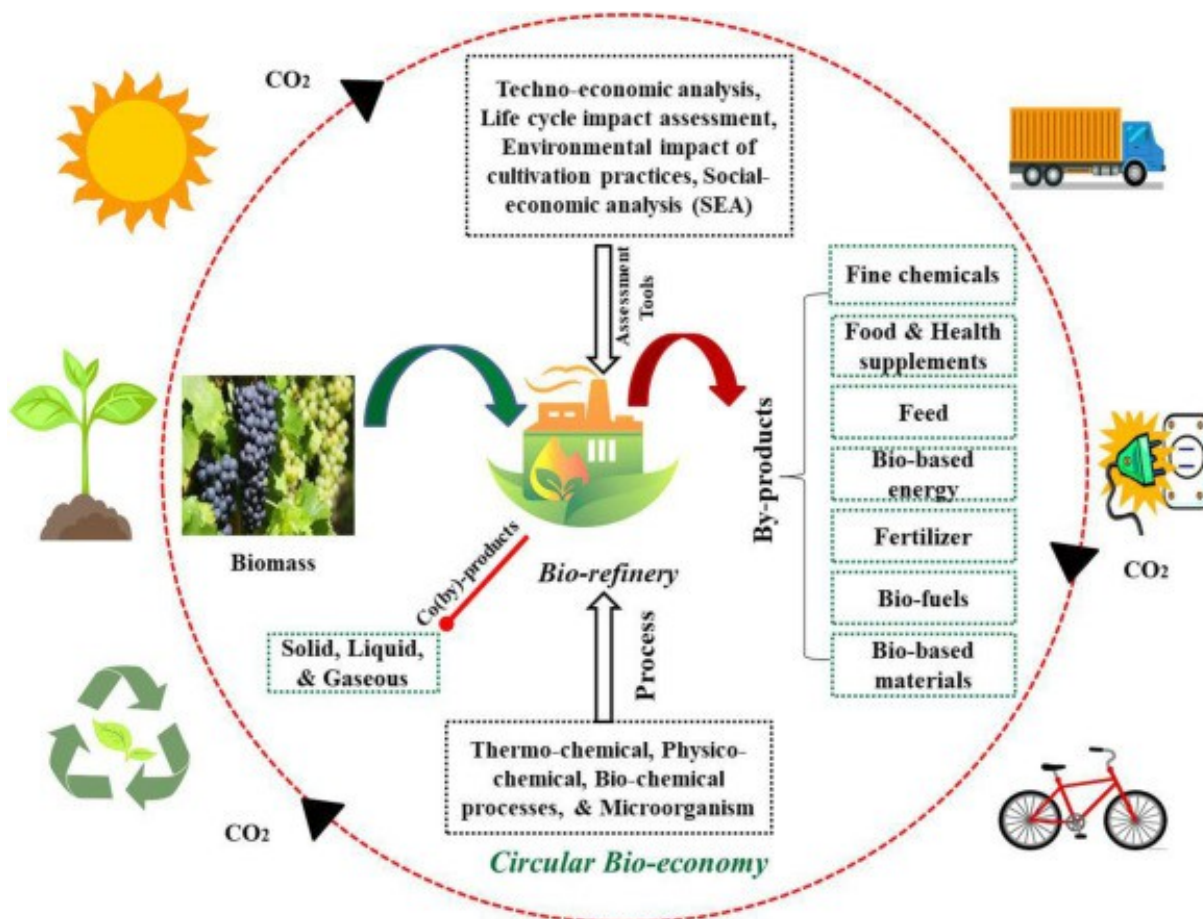 CO2
Techno-economic analysis,
Life cycle impact assessment,
Environmental impact of
cultivation practices, Social-
economic analysis (SEA)
Assessment
Tools
Fine chemicals
Food & Health
supplements
Feed
Bio-based
energy
Fertilizer
Bio-fuels
Bio-based
materials
By-products
CO2
Biomass
Bio-refinery
Co(by)-products
Solid, Liquid,
& Gaseous
Process
Thermo-chemical, Physico-
chemical, Bio-chemical
processes, & Microorganism
CO2
Circular Bio-economy